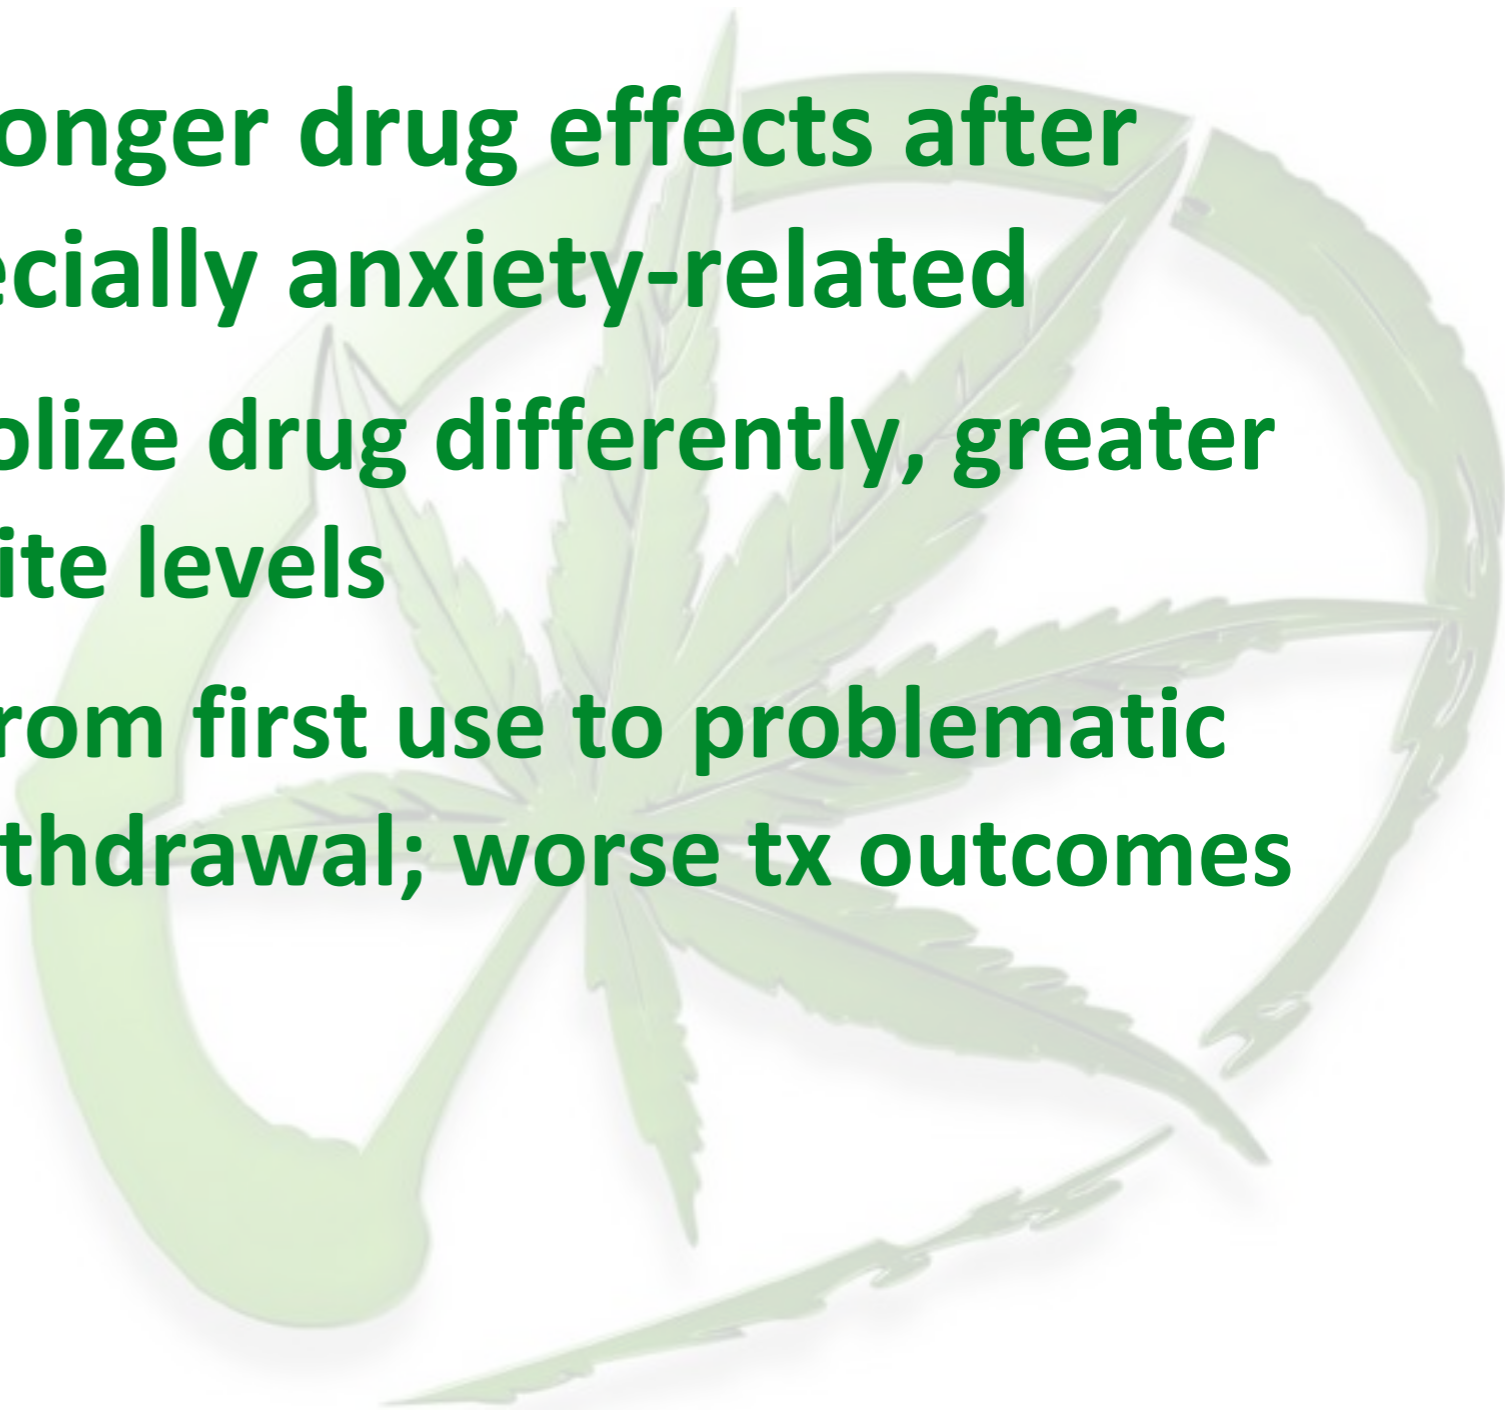 onger drug effects after
ecially anxiety-related
olize drug differently, greater
ite levels
rom first use to problematic
thdrawal; worse tx outcomes